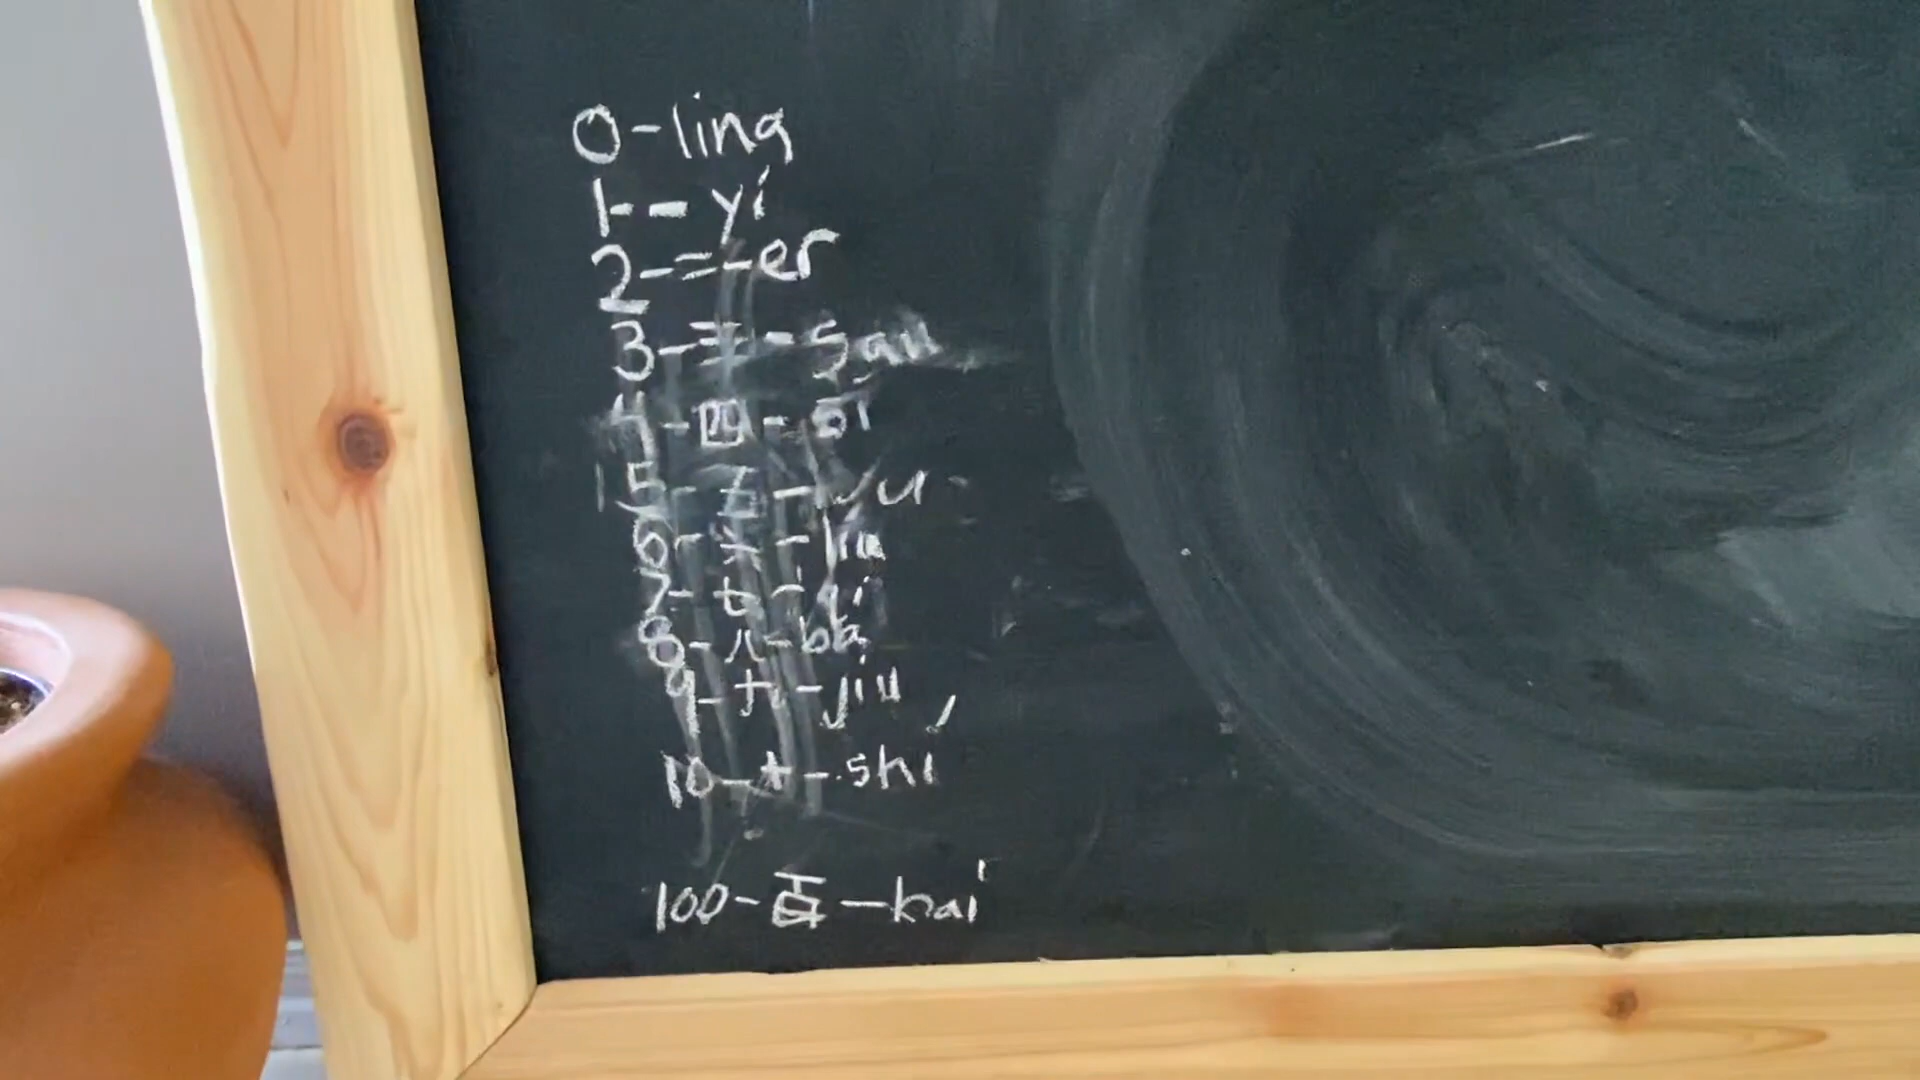 0-ling
1-一 yi
2-二-er
3-三-san
4-四-si
5-五-wu
6-六-liu
7-七-qi
8-八-ba
9-九-jiu
10-十-shí
100-百-bai